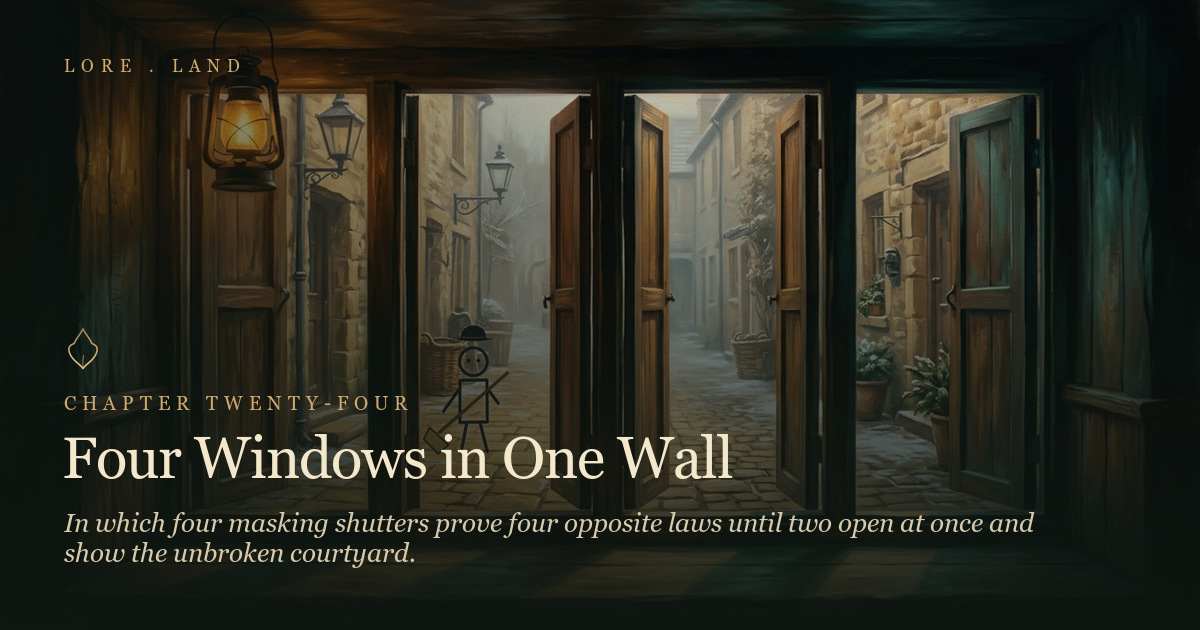 LORE . LAND
CHAPTER TWENTY-FOUR
Four Windows in One Wall
In which four masking shutters prove four opposite laws until two open at once and
show the unbroken courtyard.